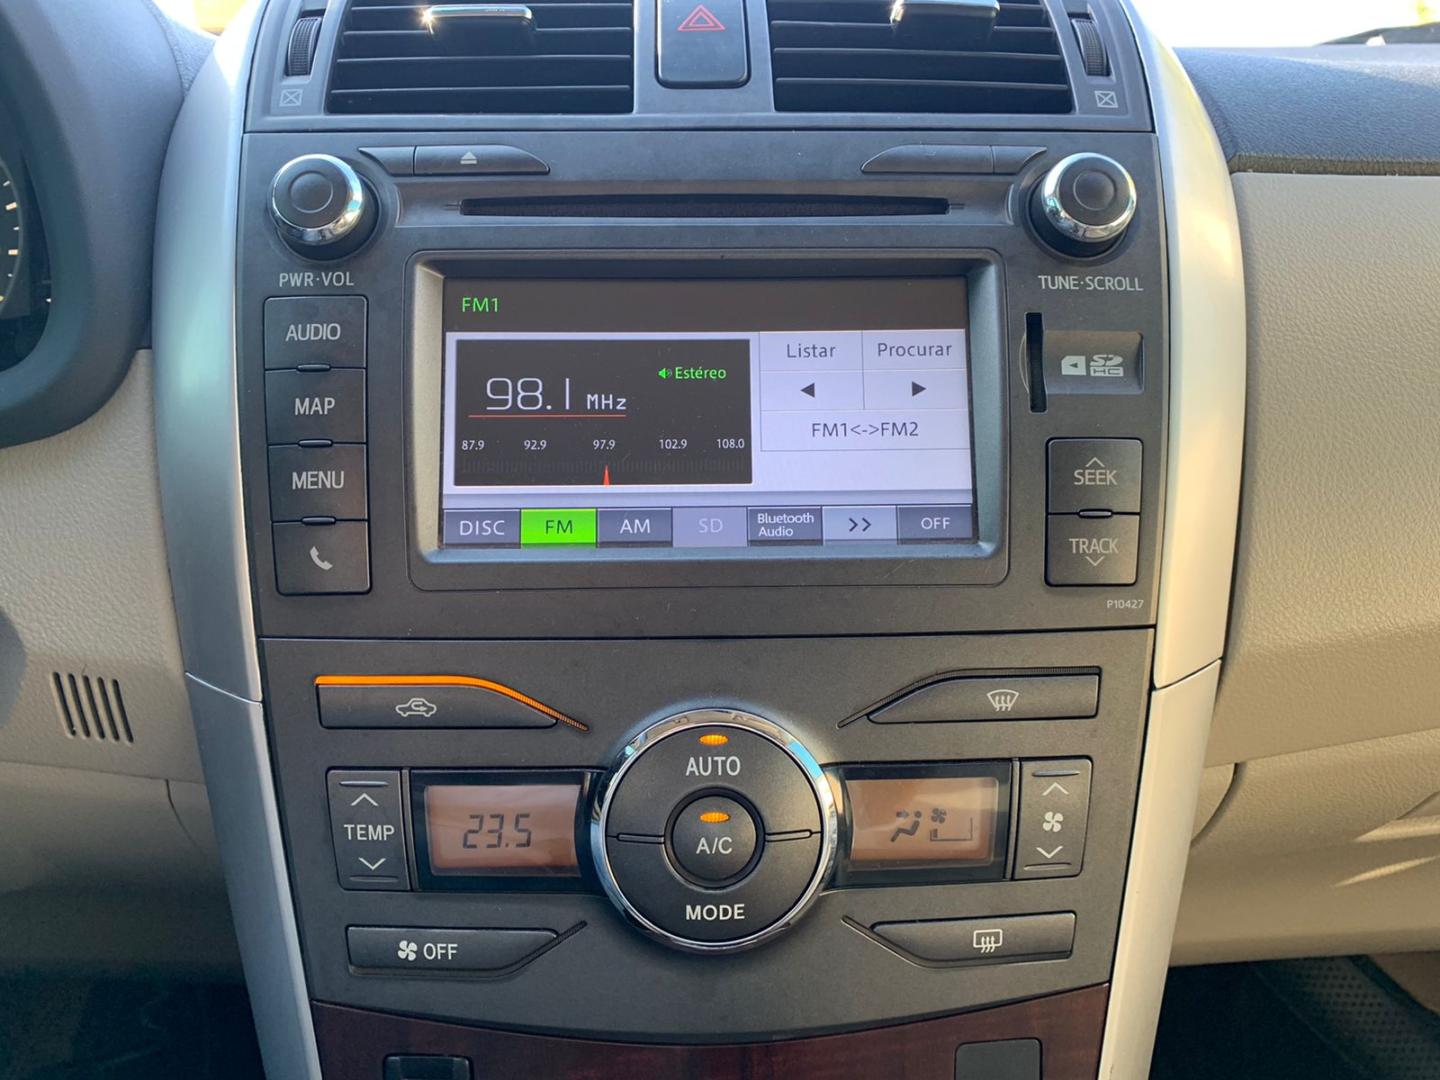 PWR·VOL
TUNE·SCROLL
AUDIO
MAP
MENU
FM1
98.1 MHz
Estéreo
87.9 92.9 97.9 102.9 108.0
Listar Procurar
FM1<->FM2
DISC FM AM SD Bluetooth Audio >> OFF
SD HC
SEEK
TRACK
P10427
AUTO
TEMP
23.5
A/C
MODE
OFF